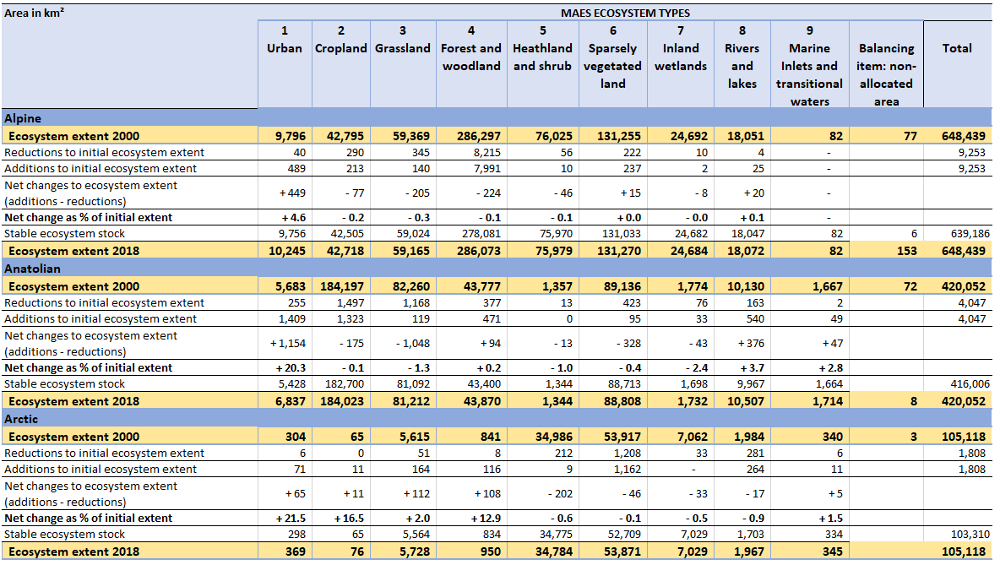 Area in km² MAES ECOSYSTEM TYPES
1 2 3 4 5 6 7 8 9
Urban Cropland Grassland Forest and Heathland Sparsely Inland Rivers Marine Balancing Total
woodland and shrub vegetated wetlands and Inlets and item: non-
land lakes transitional allocated
waters area
Alpine
Ecosystem extent 2000 9,796 42,795 59,369 286,297 76,025 131,255 24,692 18,051 82 77 648,439
Reductions to initial ecosystem extent 40 290 345 8,215 56 222 10 4 - 9,253
Additions to initial ecosystem extent 489 213 140 7,991 10 237 2 25 - 9,253
Net changes to ecosystem extent
(additions - reductions) + 449 - 77 - 205 - 224 - 46 + 15 - 8 + 20 -
Net change as % of initial extent + 4.6 - 0.2 - 0.3 - 0.1 - 0.1 + 0.0 - 0.0 + 0.1 -
Stable ecosystem stock 9,756 42,505 59,024 278,081 75,970 131,033 24,682 18,047 82 6 639,186
Ecosystem extent 2018 10,245 42,718 59,165 286,073 75,979 131,270 24,684 18,072 82 153 648,439
Anatolian
Ecosystem extent 2000 5,683 184,197 82,260 43,777 1,357 89,136 1,774 10,130 1,667 72 420,052
Reductions to initial ecosystem extent 255 1,497 1,168 377 13 423 76 163 2 4,047
Additions to initial ecosystem extent 1,409 1,323 119 471 0 95 33 540 49 4,047
Net changes to ecosystem extent
(additions - reductions) + 1,154 - 175 - 1,048 + 94 - 13 - 328 - 43 + 376 + 47
Net change as % of initial extent + 20.3 - 0.1 - 1.3 + 0.2 - 1.0 - 0.4 - 2.4 + 3.7 + 2.8
Stable ecosystem stock 5,428 182,700 81,092 43,400 1,344 88,713 1,698 9,967 1,664 416,006
Ecosystem extent 2018 6,837 184,023 81,212 43,870 1,344 88,808 1,732 10,507 1,714 8 420,052
Arctic
Ecosystem extent 2000 304 65 5,615 841 34,986 53,917 7,062 1,984 340 3 105,118
Reductions to initial ecosystem extent 6 0 51 8 212 1,208 33 281 6 1,808
Additions to initial ecosystem extent 71 11 164 116 9 1,162 - 264 11 1,808
Net changes to ecosystem extent
(additions - reductions) + 65 + 11 + 112 + 108 - 202 - 46 - 33 - 17 + 5
Net change as % of initial extent + 21.5 + 16.5 + 2.0 + 12.9 - 0.6 - 0.1 - 0.5 - 0.9 + 1.5
Stable ecosystem stock 298 65 5,564 834 34,775 52,709 7,029 1,703 334 103,310
Ecosystem extent 2018 369 76 5,728 950 34,784 53,871 7,029 1,967 345 105,118